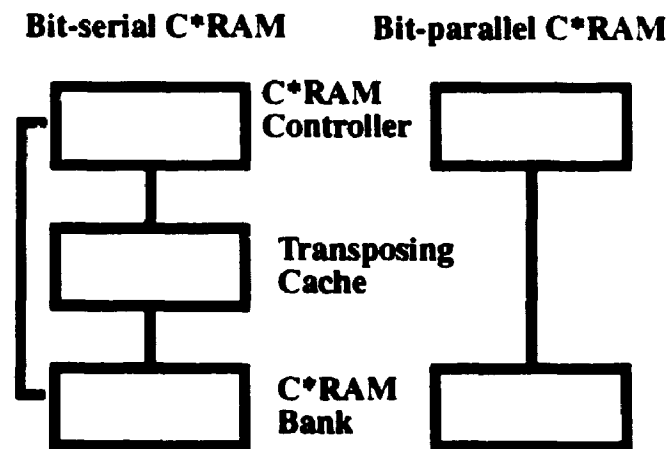 Bit-serial C*RAM
Bit-parallel C*RAM
C*RAM
Controller
Transposing
Cache
C*RAM
Bank